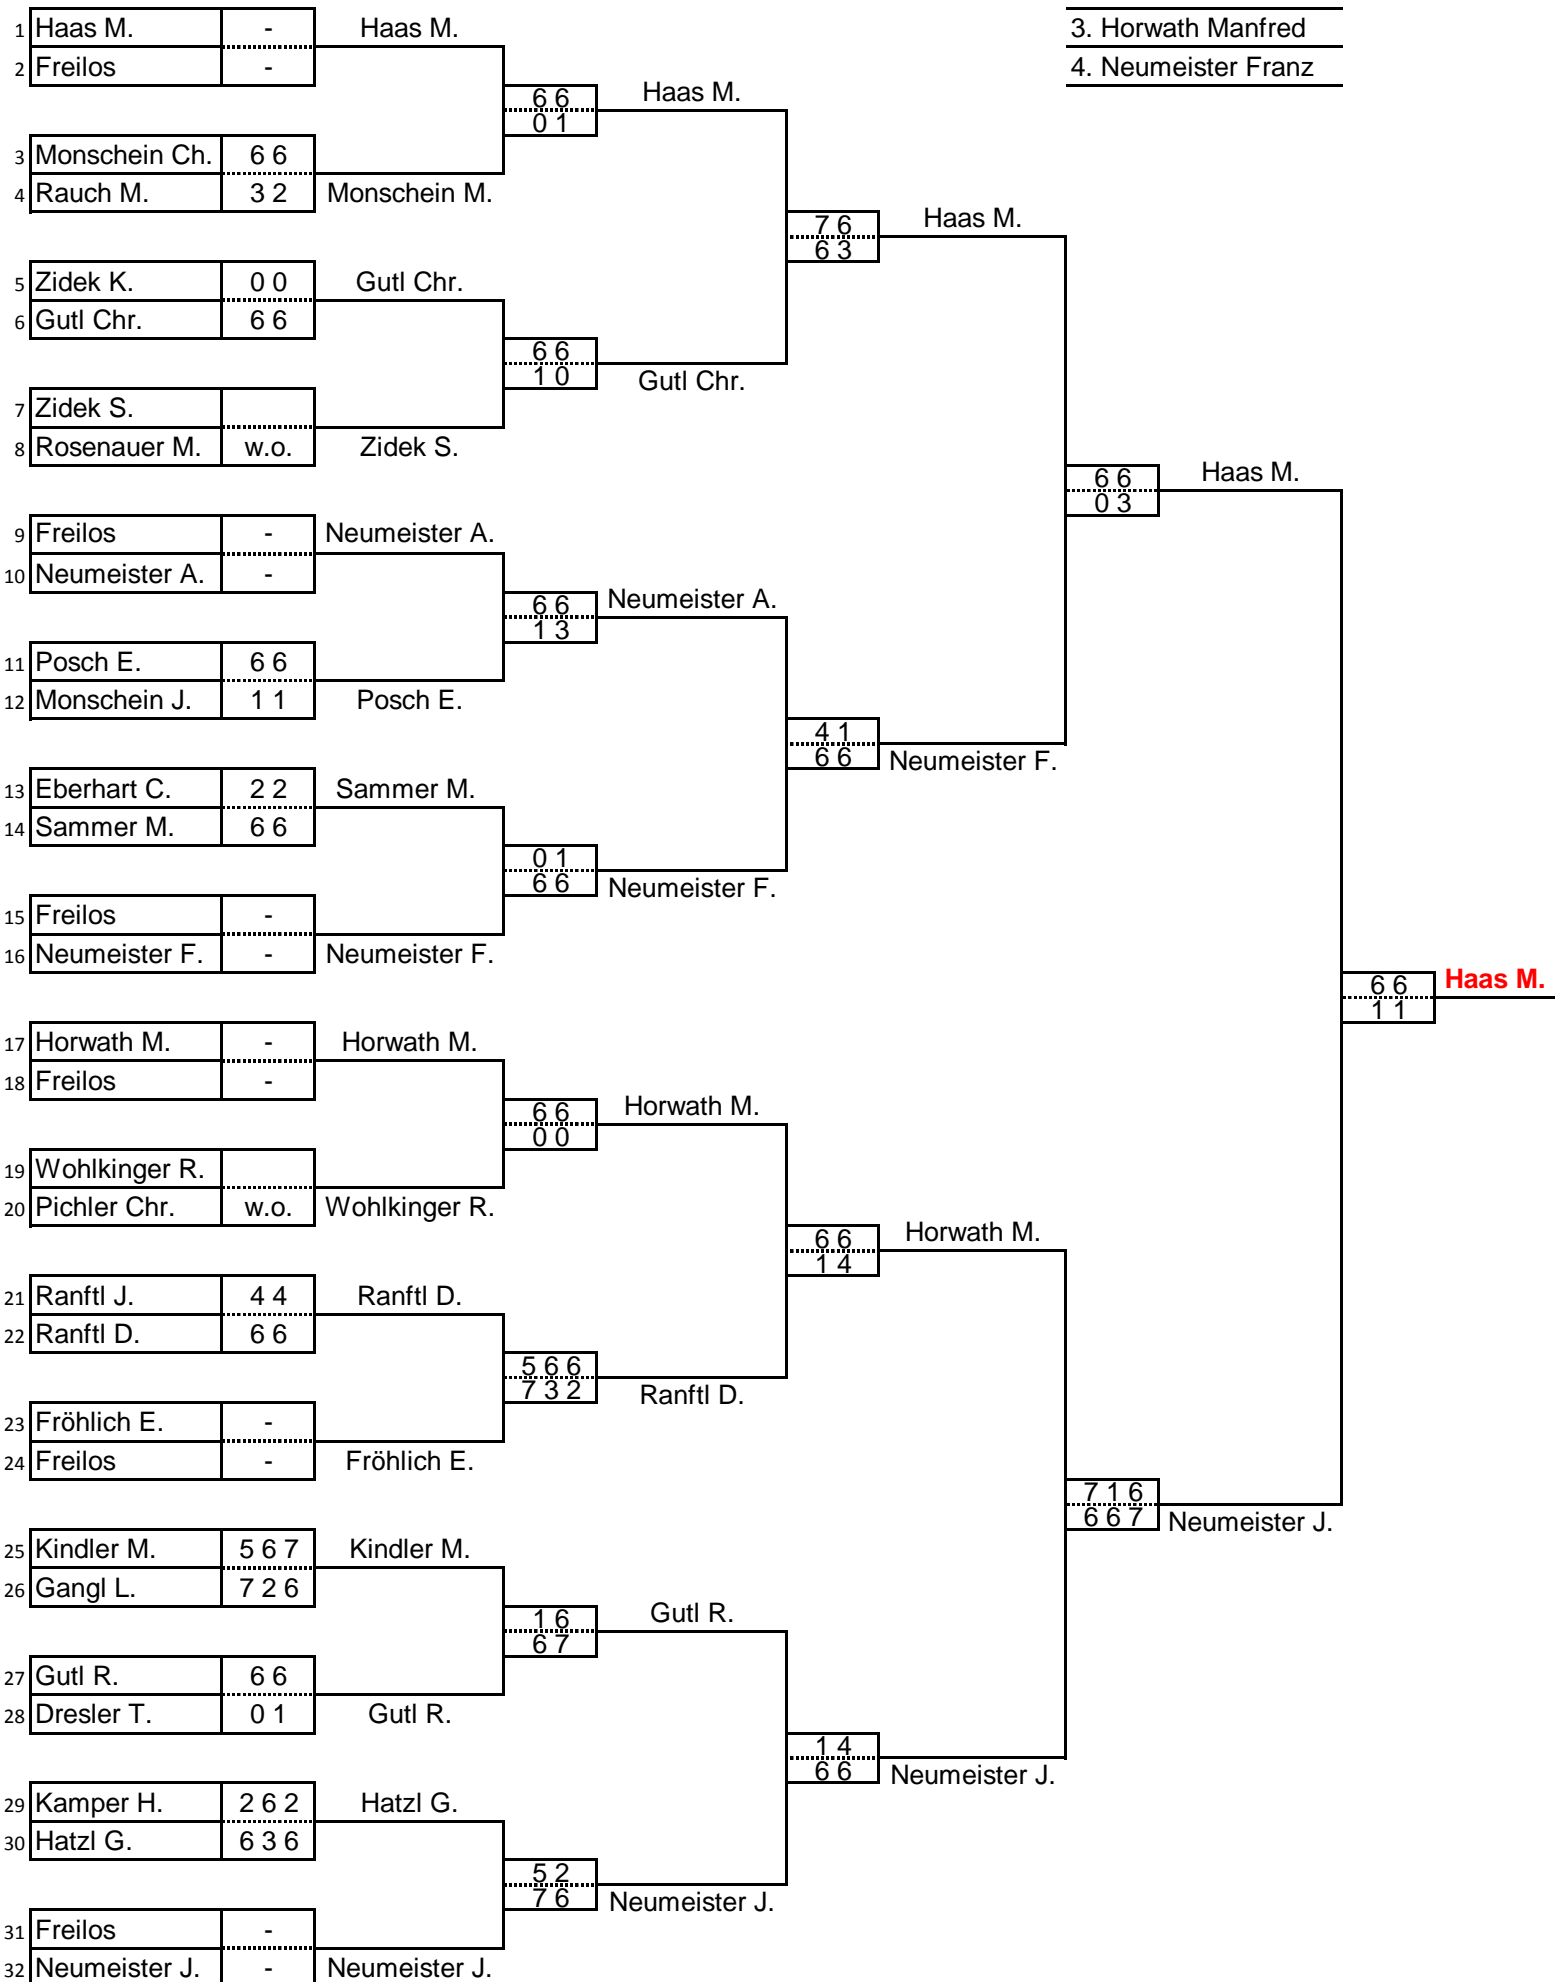 1 Haas M. - Haas M.
2 Freilos -
3. Horwath Manfred
4. Neumeister Franz
6 6 Haas M.
0 1
3 Monschein Ch. 6 6
4 Rauch M. 3 2 Monschein M.
7 6 Haas M.
6 3
5 Zidek K. 0 0 Gutl Chr.
6 Gutl Chr. 6 6
6 6
1 0 Gutl Chr.
7 Zidek S.
8 Rosenauer M. w.o. Zidek S.
6 6 Haas M.
0 3
9 Freilos - Neumeister A.
10 Neumeister A. -
6 6 Neumeister A.
1 3
11 Posch E. 6 6
12 Monschein J. 1 1 Posch E.
4 1
6 6 Neumeister F.
13 Eberhart C. 2 2 Sammer M.
14 Sammer M. 6 6
0 1
6 6 Neumeister F.
15 Freilos -
16 Neumeister F. - Neumeister F.
6 6 Haas M.
1 1
17 Horwath M. - Horwath M.
18 Freilos -
6 6 Horwath M.
0 0
19 Wohlkinger R.
20 Pichler Chr. w.o. Wohlkinger R.
6 6 Horwath M.
1 4
21 Ranftl J. 4 4 Ranftl D.
22 Ranftl D. 6 6
5 6 6
7 3 2 Ranftl D.
23 Fröhlich E. -
24 Freilos - Fröhlich E.
7 1 6
6 6 7 Neumeister J.
25 Kindler M. 5 6 7 Kindler M.
26 Gangl L. 7 2 6
1 6 Gutl R.
6 7
27 Gutl R. 6 6
28 Dresler T. 0 1 Gutl R.
1 4
6 6 Neumeister J.
29 Kamper H. 2 6 2 Hatzl G.
30 Hatzl G. 6 3 6
5 2
7 6 Neumeister J.
31 Freilos -
32 Neumeister J. - Neumeister J.